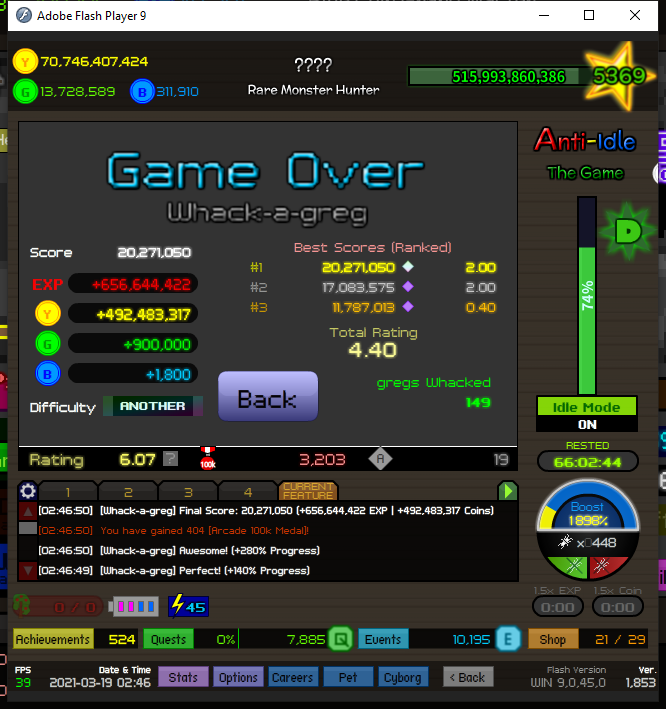 Adobe Flash Player 9
Y 70,746,407,424
G 13,728,589 B 311,910
????
Rare Monster Hunter
515,993,860,386 5369
Game Over
Whack-a-greg
Score 20,271,050
EXP +656,644,422
Y +492,483,317
G +900,000
B +1,800
Difficulty ANOTHER
Best Scores (Ranked)
#1 20,271,050 2.00
#2 17,083,575 2.00
#3 11,787,013 0.40
Total Rating
4.40
gregs Whacked
149
Back
Rating 6.07 ? 100k 3,203 A 19
Anti-Idle
The Game
D
74%
Idle Mode
ON
RESTED
66:02:44
Boost
1898%
x0448
1.5x EXP 1.5x Coin
0:00 0:00
1 2 3 4 CURRENT FEATURE
[02:46:50] [Whack-a-greg] Final Score: 20,271,050 (+656,644,422 EXP | +492,483,317 Coins)
[02:46:50] You have gained 404 [Arcade 100k Medal]!
[02:46:50] [Whack-a-greg] Awesome! (+280% Progress)
[02:46:49] [Whack-a-greg] Perfect! (+140% Progress)
0 / 0 45
Achievements 524 Quests 0% 7,885 Q Events 10,195 E Shop 21 / 29
FPS
39
Date & Time
2021-03-19 02:46
Stats Options Careers Pet Cyborg < Back
Flash Version
WIN 9,0,45,0
Ver.
1,853